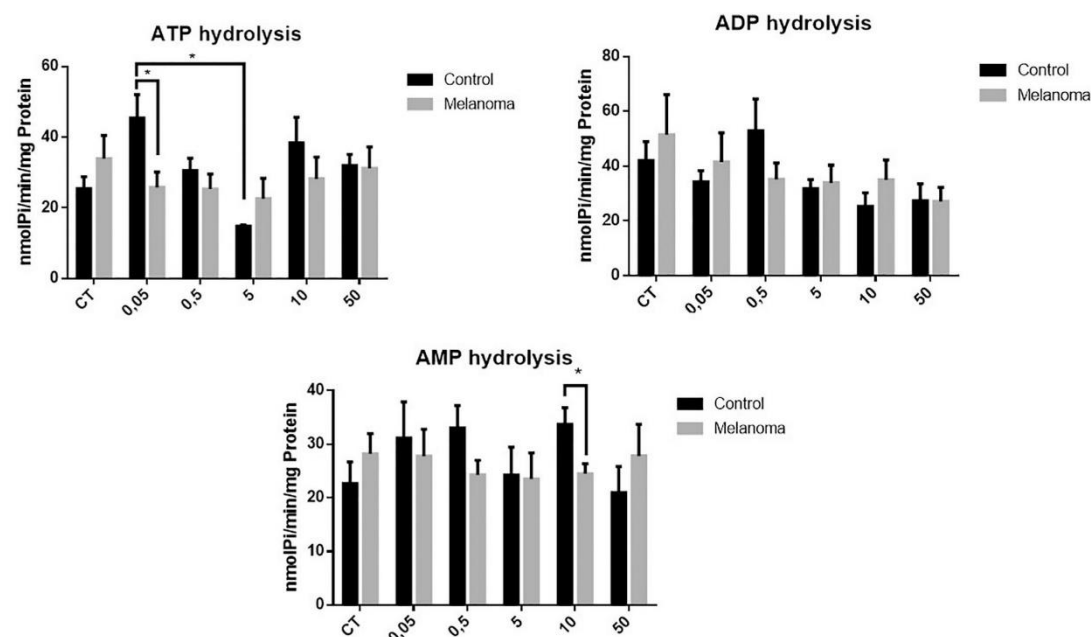 ATP hydrolysis
nmolPi/min/mg Protein
60
40
20
0
*
*
Control
Melanoma
CT
0,05
0,5
5
10
50
ADP hydrolysis
nmolPi/min/mg Protein
80
60
40
20
0
Control
Melanoma
CT
0,05
0,5
5
10
50
AMP hydrolysis
nmolPi/min/mg Protein
40
30
20
10
0
*
Control
Melanoma
CT
0,05
0,5
5
10
50